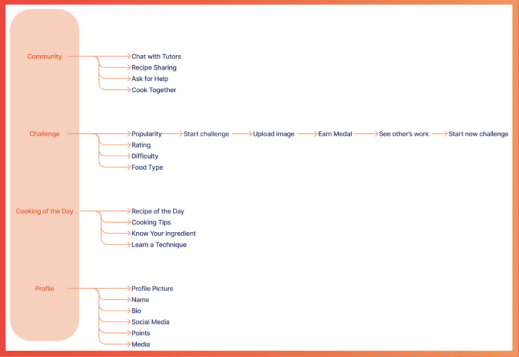 Community
Chat with Tutors
Recipe Sharing
Ask for Help
Cook Together
Challenge
Popularity Start challenge Upload image Earn Medal See other's work Start new challenge
Rating
Difficulty
Food Type
Cooking of the Day
Recipe of the Day
Cooking Tips
Know Your Ingredient
Learn a Technique
Profile
Profile Picture
Name
Bio
Social Media
Points
Media